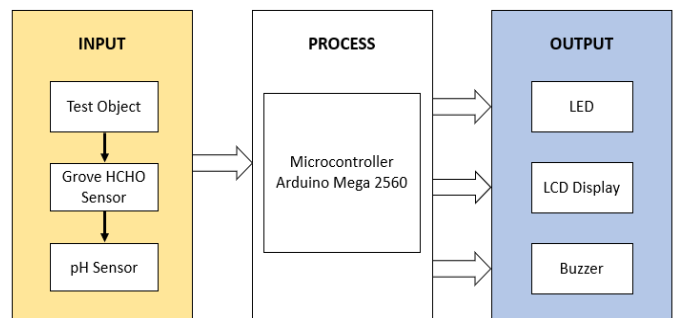 INPUT
Test Object
Grove HCHO
Sensor
pH Sensor
PROCESS
Microcontroller
Arduino Mega 2560
OUTPUT
LED
LCD Display
Buzzer